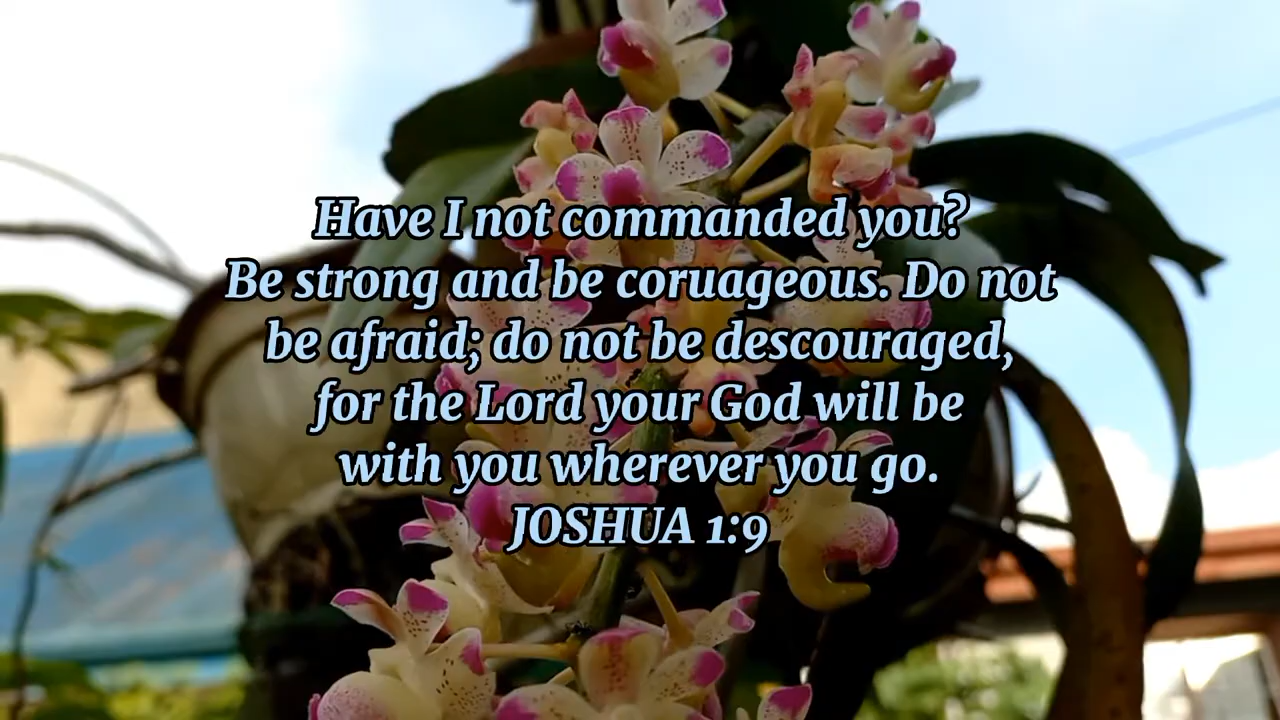 Have I not commanded you?
Be strong and be coruageous. Do not
be afraid; do not be descouraged,
for the Lord your God will be
with you wherever you go.
JOSHUA 1:9